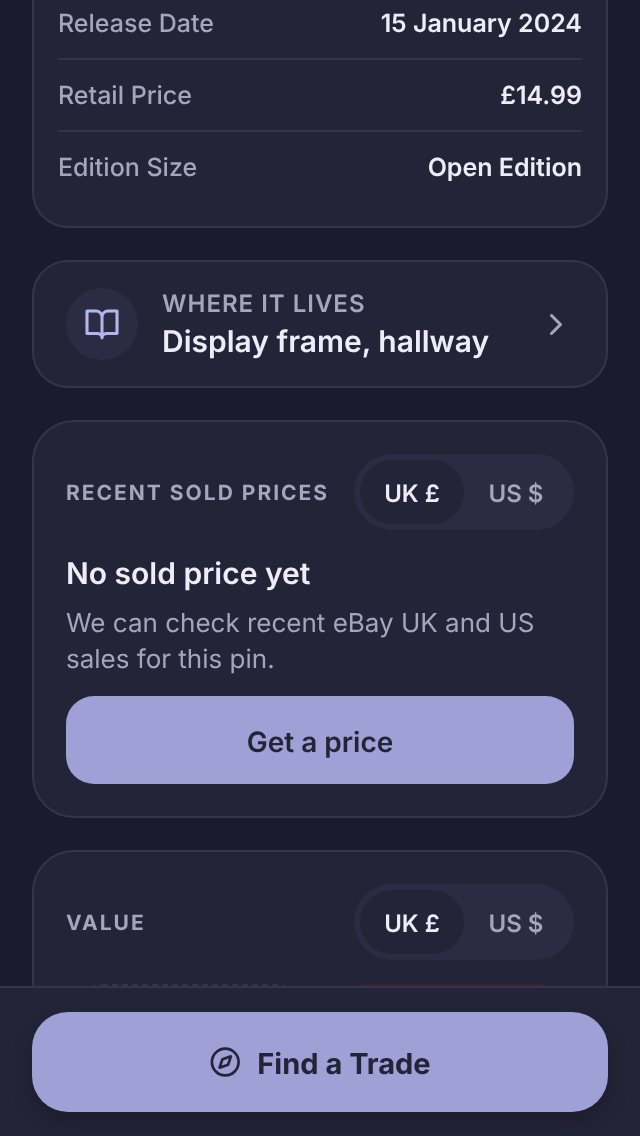 Release Date 15 January 2024
Retail Price £14.99
Edition Size Open Edition
WHERE IT LIVES
Display frame, hallway
RECENT SOLD PRICES UK £ US $
No sold price yet
We can check recent eBay UK and US
sales for this pin.
Get a price
VALUE UK £ US $
Find a Trade